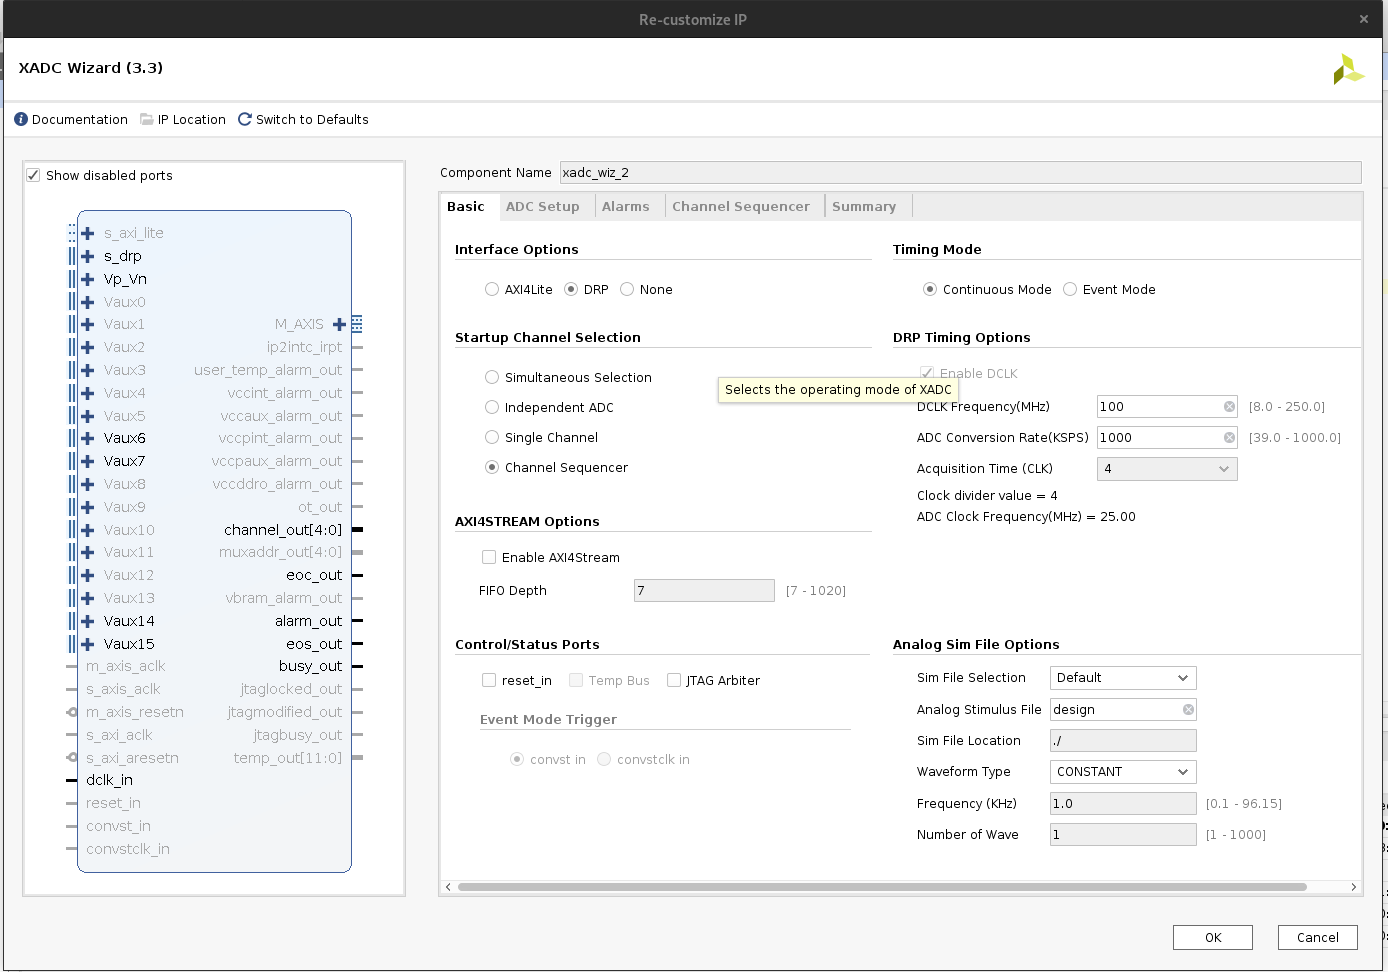 Re-customize IP
XADC Wizard (3.3)
Documentation IP Location Switch to Defaults
Show disabled ports
s_axi_lite
s_drp
Vp_Vn
Vaux0
Vaux1 M_AXIS
Vaux2 ip2intc_irpt
Vaux3 user_temp_alarm_out
Vaux4 vccint_alarm_out
Vaux5 vccaux_alarm_out
Vaux6 vccpint_alarm_out
Vaux7 vccpaux_alarm_out
Vaux8 vccddro_alarm_out
Vaux9 ot_out
Vaux10 channel_out[4:0]
Vaux11 muxaddr_out[4:0]
Vaux12 eoc_out
Vaux13 vbram_alarm_out
Vaux14 alarm_out
Vaux15 eos_out
m_axis_aclk busy_out
s_axis_aclk jtaglocked_out
m_axis_resetn jtagmodified_out
s_axi_aclk jtagbusy_out
s_axi_aresetn temp_out[11:0]
dclk_in
reset_in
convst_in
convstclk_in
Component Name xadc_wiz_2
Basic ADC Setup Alarms Channel Sequencer Summary
Interface Options
AXI4Lite DRP None
Startup Channel Selection
Simultaneous Selection
Independent ADC
Single Channel
Channel Sequencer
AXI4STREAM Options
Enable AXI4Stream
FIFO Depth 7 [7 - 1020]
Control/Status Ports
reset_in Temp Bus JTAG Arbiter
Event Mode Trigger
convst in convstclk in
Timing Mode
Continuous Mode Event Mode
DRP Timing Options
Enable DCLK
Selects the operating mode of XADC
DCLK Frequency(MHz) 100 [8.0 - 250.0]
ADC Conversion Rate(KSPS) 1000 [39.0 - 1000.0]
Acquisition Time (CLK) 4
Clock divider value = 4
ADC Clock Frequency(MHz) = 25.00
Analog Sim File Options
Sim File Selection Default
Analog Stimulus File design
Sim File Location ./
Waveform Type CONSTANT
Frequency (KHz) 1.0 [0.1 - 96.15]
Number of Wave 1 [1 - 1000]
OK Cancel